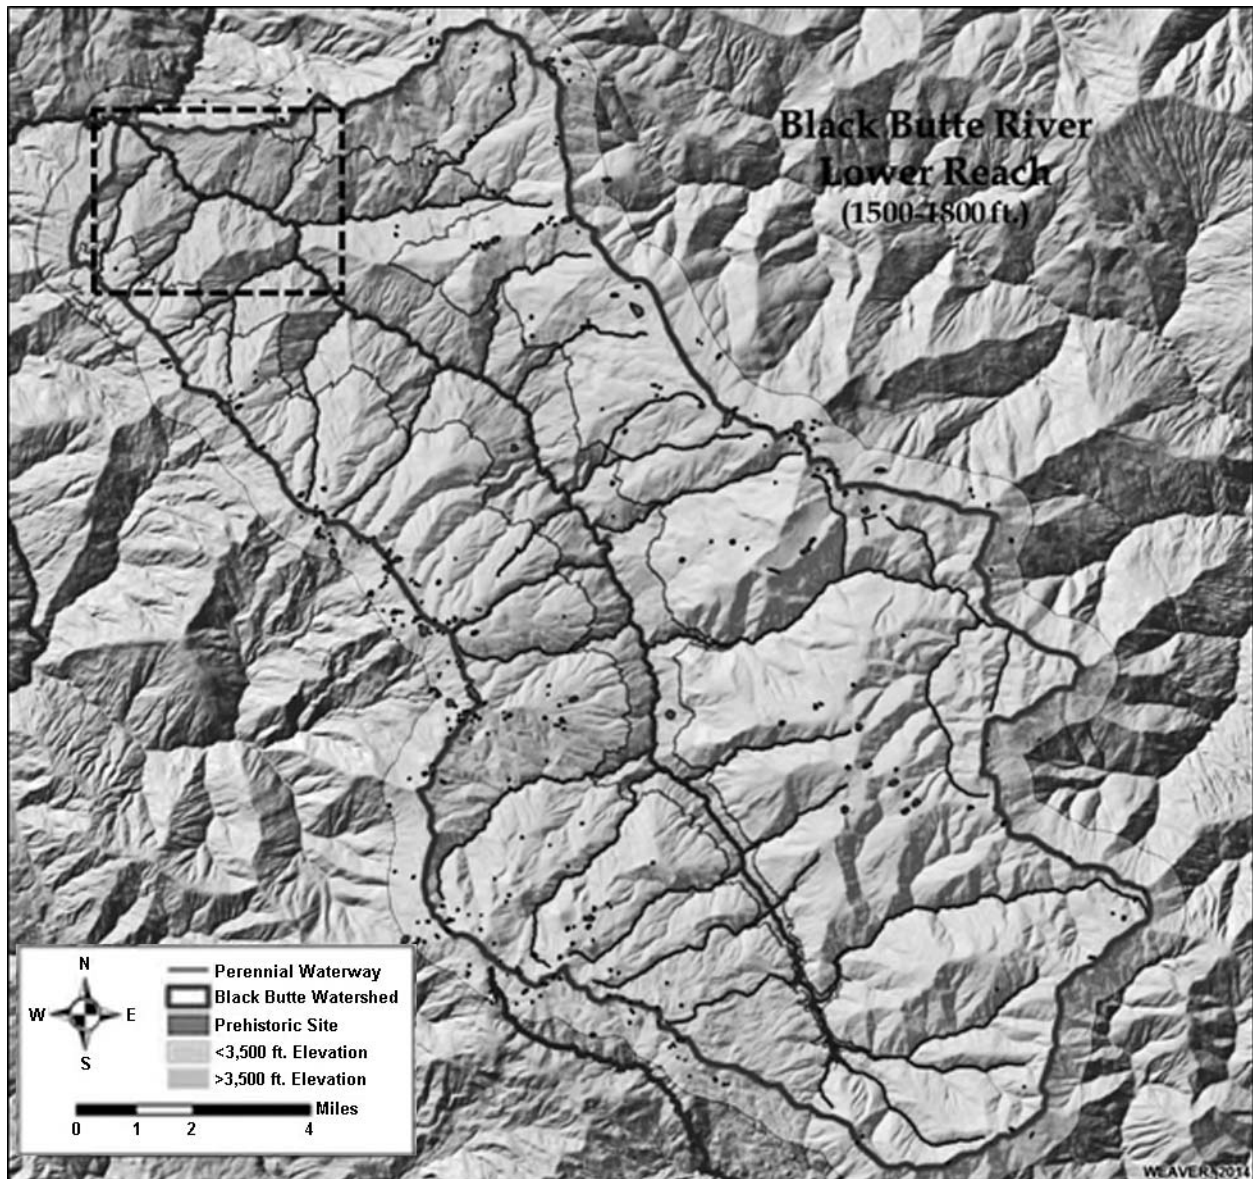 Black Butte River
Lower Reach
(1500-1800 ft.)
N
W
E
S
Perennial Waterway
Black Butte Watershed
Prehistoric Site
<3,500 ft. Elevation
>3,500 ft. Elevation
Miles
0 1 2 4
WEAVER 2014